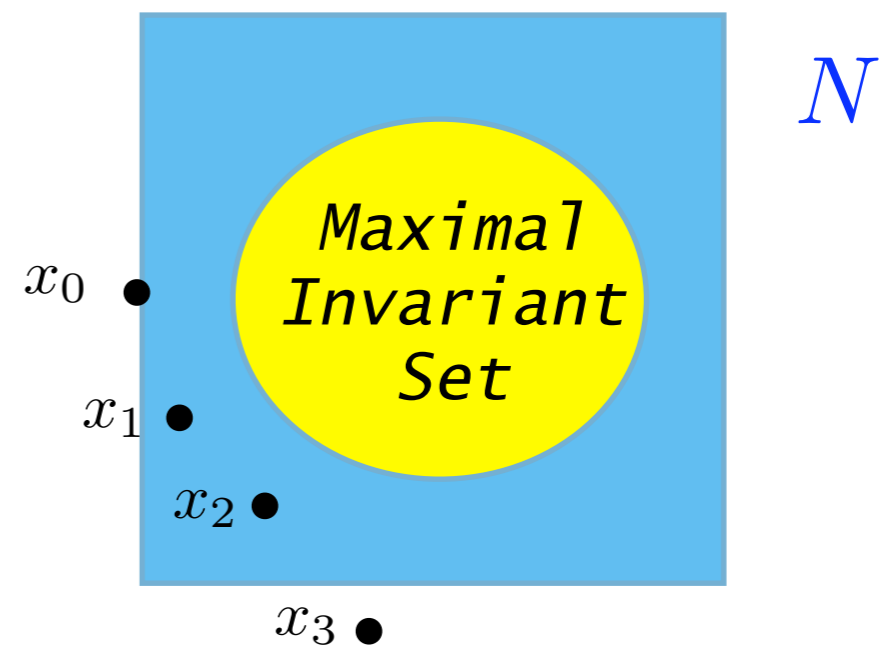 N
Maximal
x₀
Invariant
Set
x₁
x₂
x₃